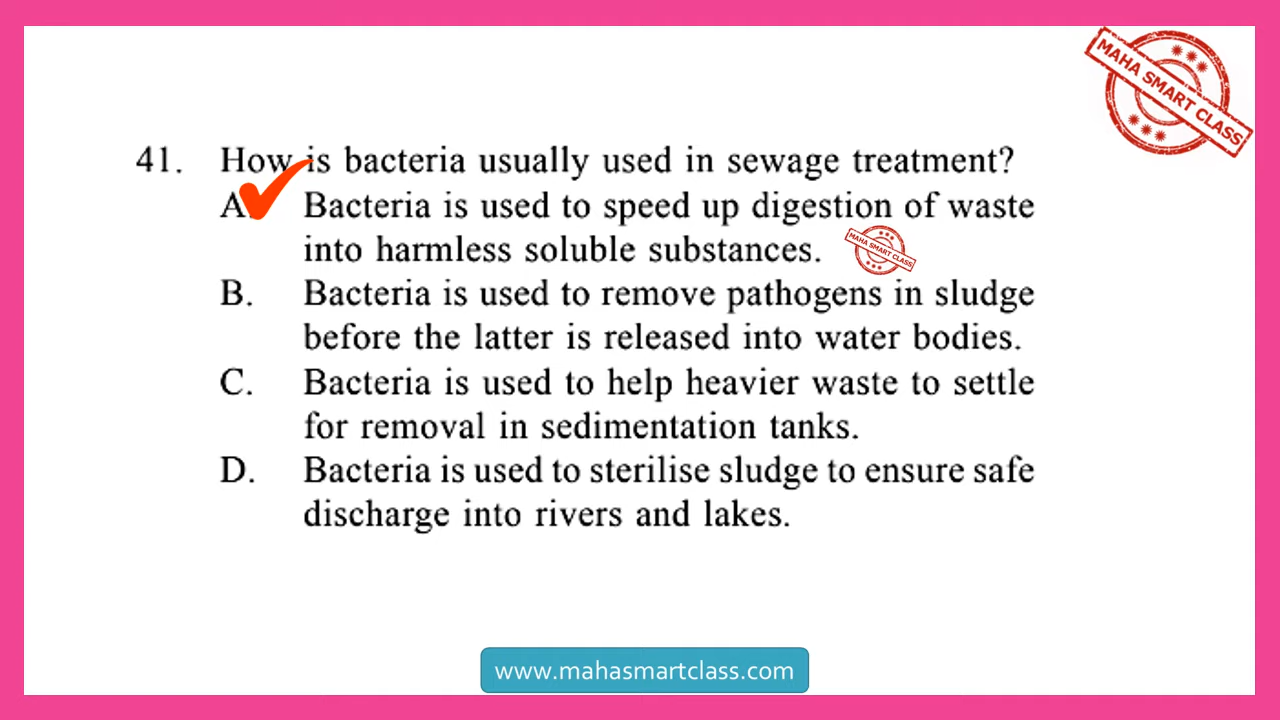 MAHA SMART CLASS
41. How is bacteria usually used in sewage treatment?
A. Bacteria is used to speed up digestion of waste
into harmless soluble substances.
MAHA SMART CLASS
B. Bacteria is used to remove pathogens in sludge
before the latter is released into water bodies.
C. Bacteria is used to help heavier waste to settle
for removal in sedimentation tanks.
D. Bacteria is used to sterilise sludge to ensure safe
discharge into rivers and lakes.
www.mahasmartclass.com